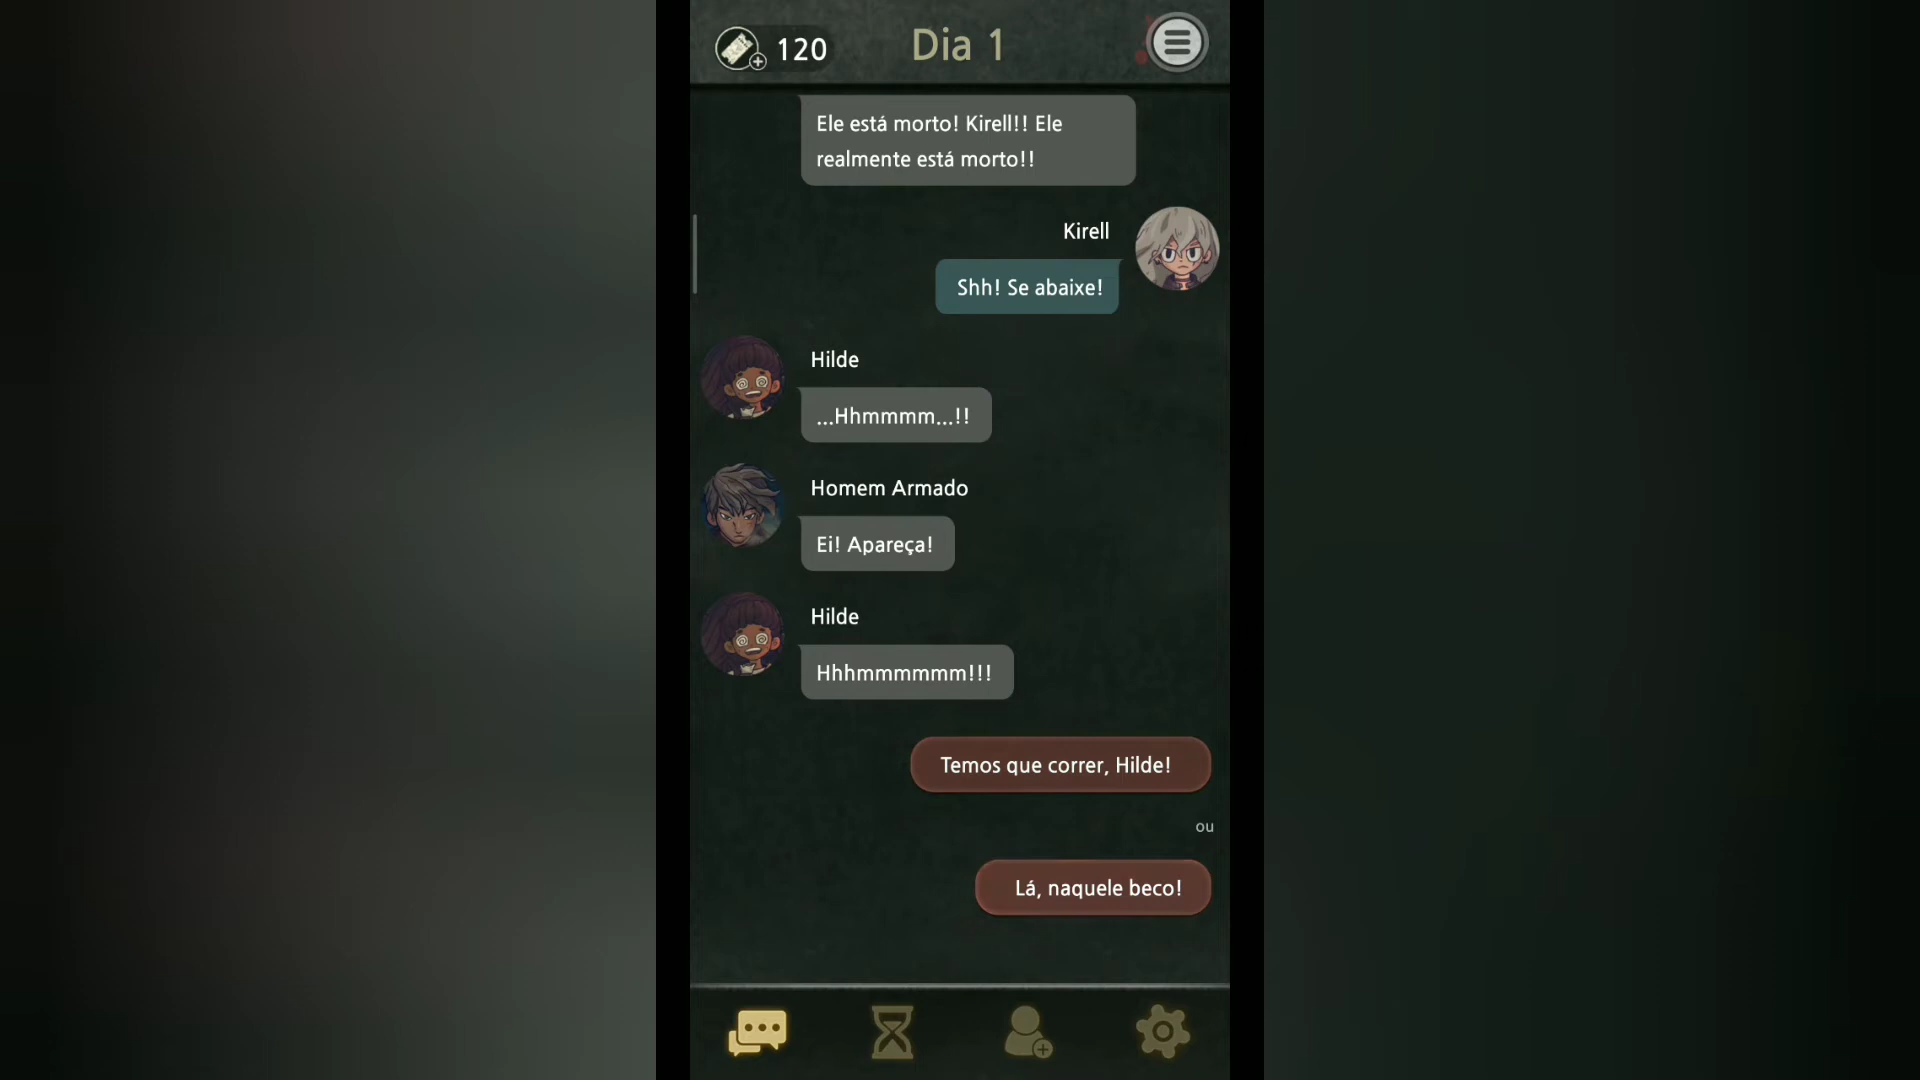 120
Dia 1
Ele está morto! Kirell!! Ele
realmente está morto!!
Kirell
Shh! Se abaixe!
Hilde
...Hhmmmm...!!
Homem Armado
Ei! Apareça!
Hilde
Hhhmmmmmm!!!
Temos que correr, Hilde!
ou
Lá, naquele beco!